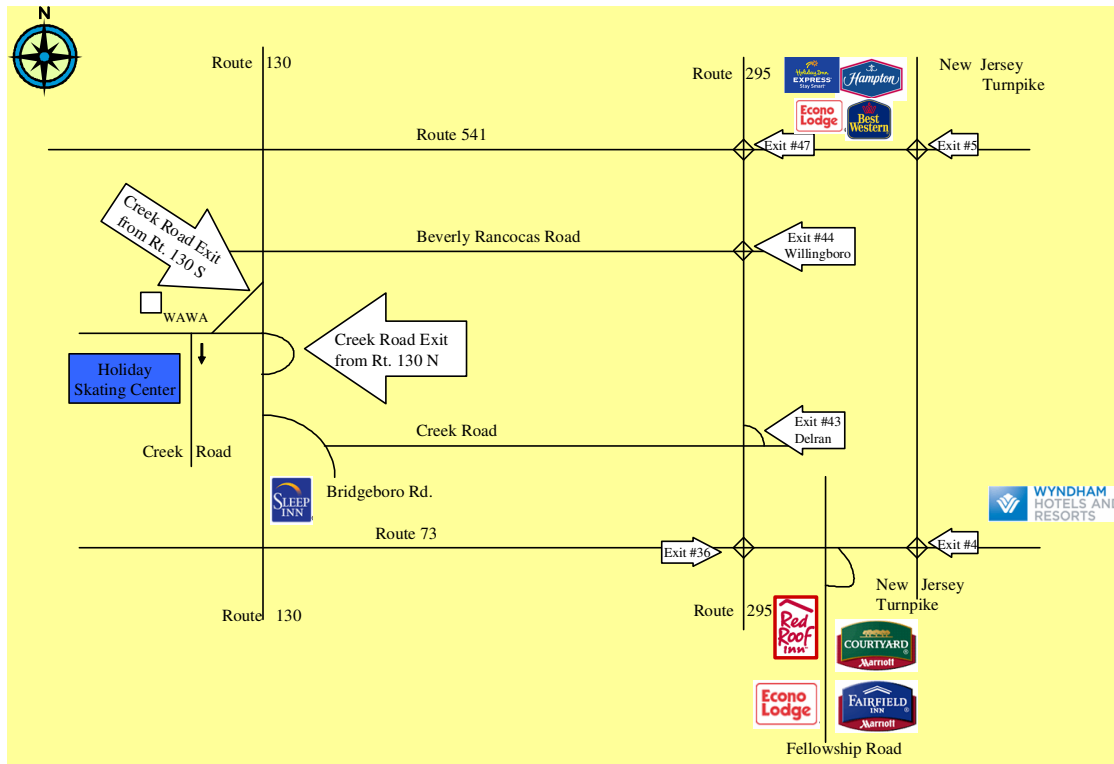 N
Route 130
Route 295
Holiday Inn
EXPRESS
Stay Smart
Hampton
New Jersey
Turnpike
Econo
Lodge
Best
Western
Route 541
Exit #47
Exit #5
Creek Road Exit
from Rt. 130 S
Beverly Rancocas Road
Exit #44
Willingboro
WAWA
Creek Road Exit
from Rt. 130 N
Holiday
Skating Center
Creek Road
Creek Road
Exit #43
Delran
SLEEP
INN
Bridgeboro Rd.
WYNDHAM
HOTELS AND
RESORTS
Route 73
Exit #36
Exit #4
New Jersey
Turnpike
Route 130
Route 295
Red
Roof
Inn
COURTYARD
Marriott
Econo
Lodge
FAIRFIELD
INN
Marriott
Fellowship Road